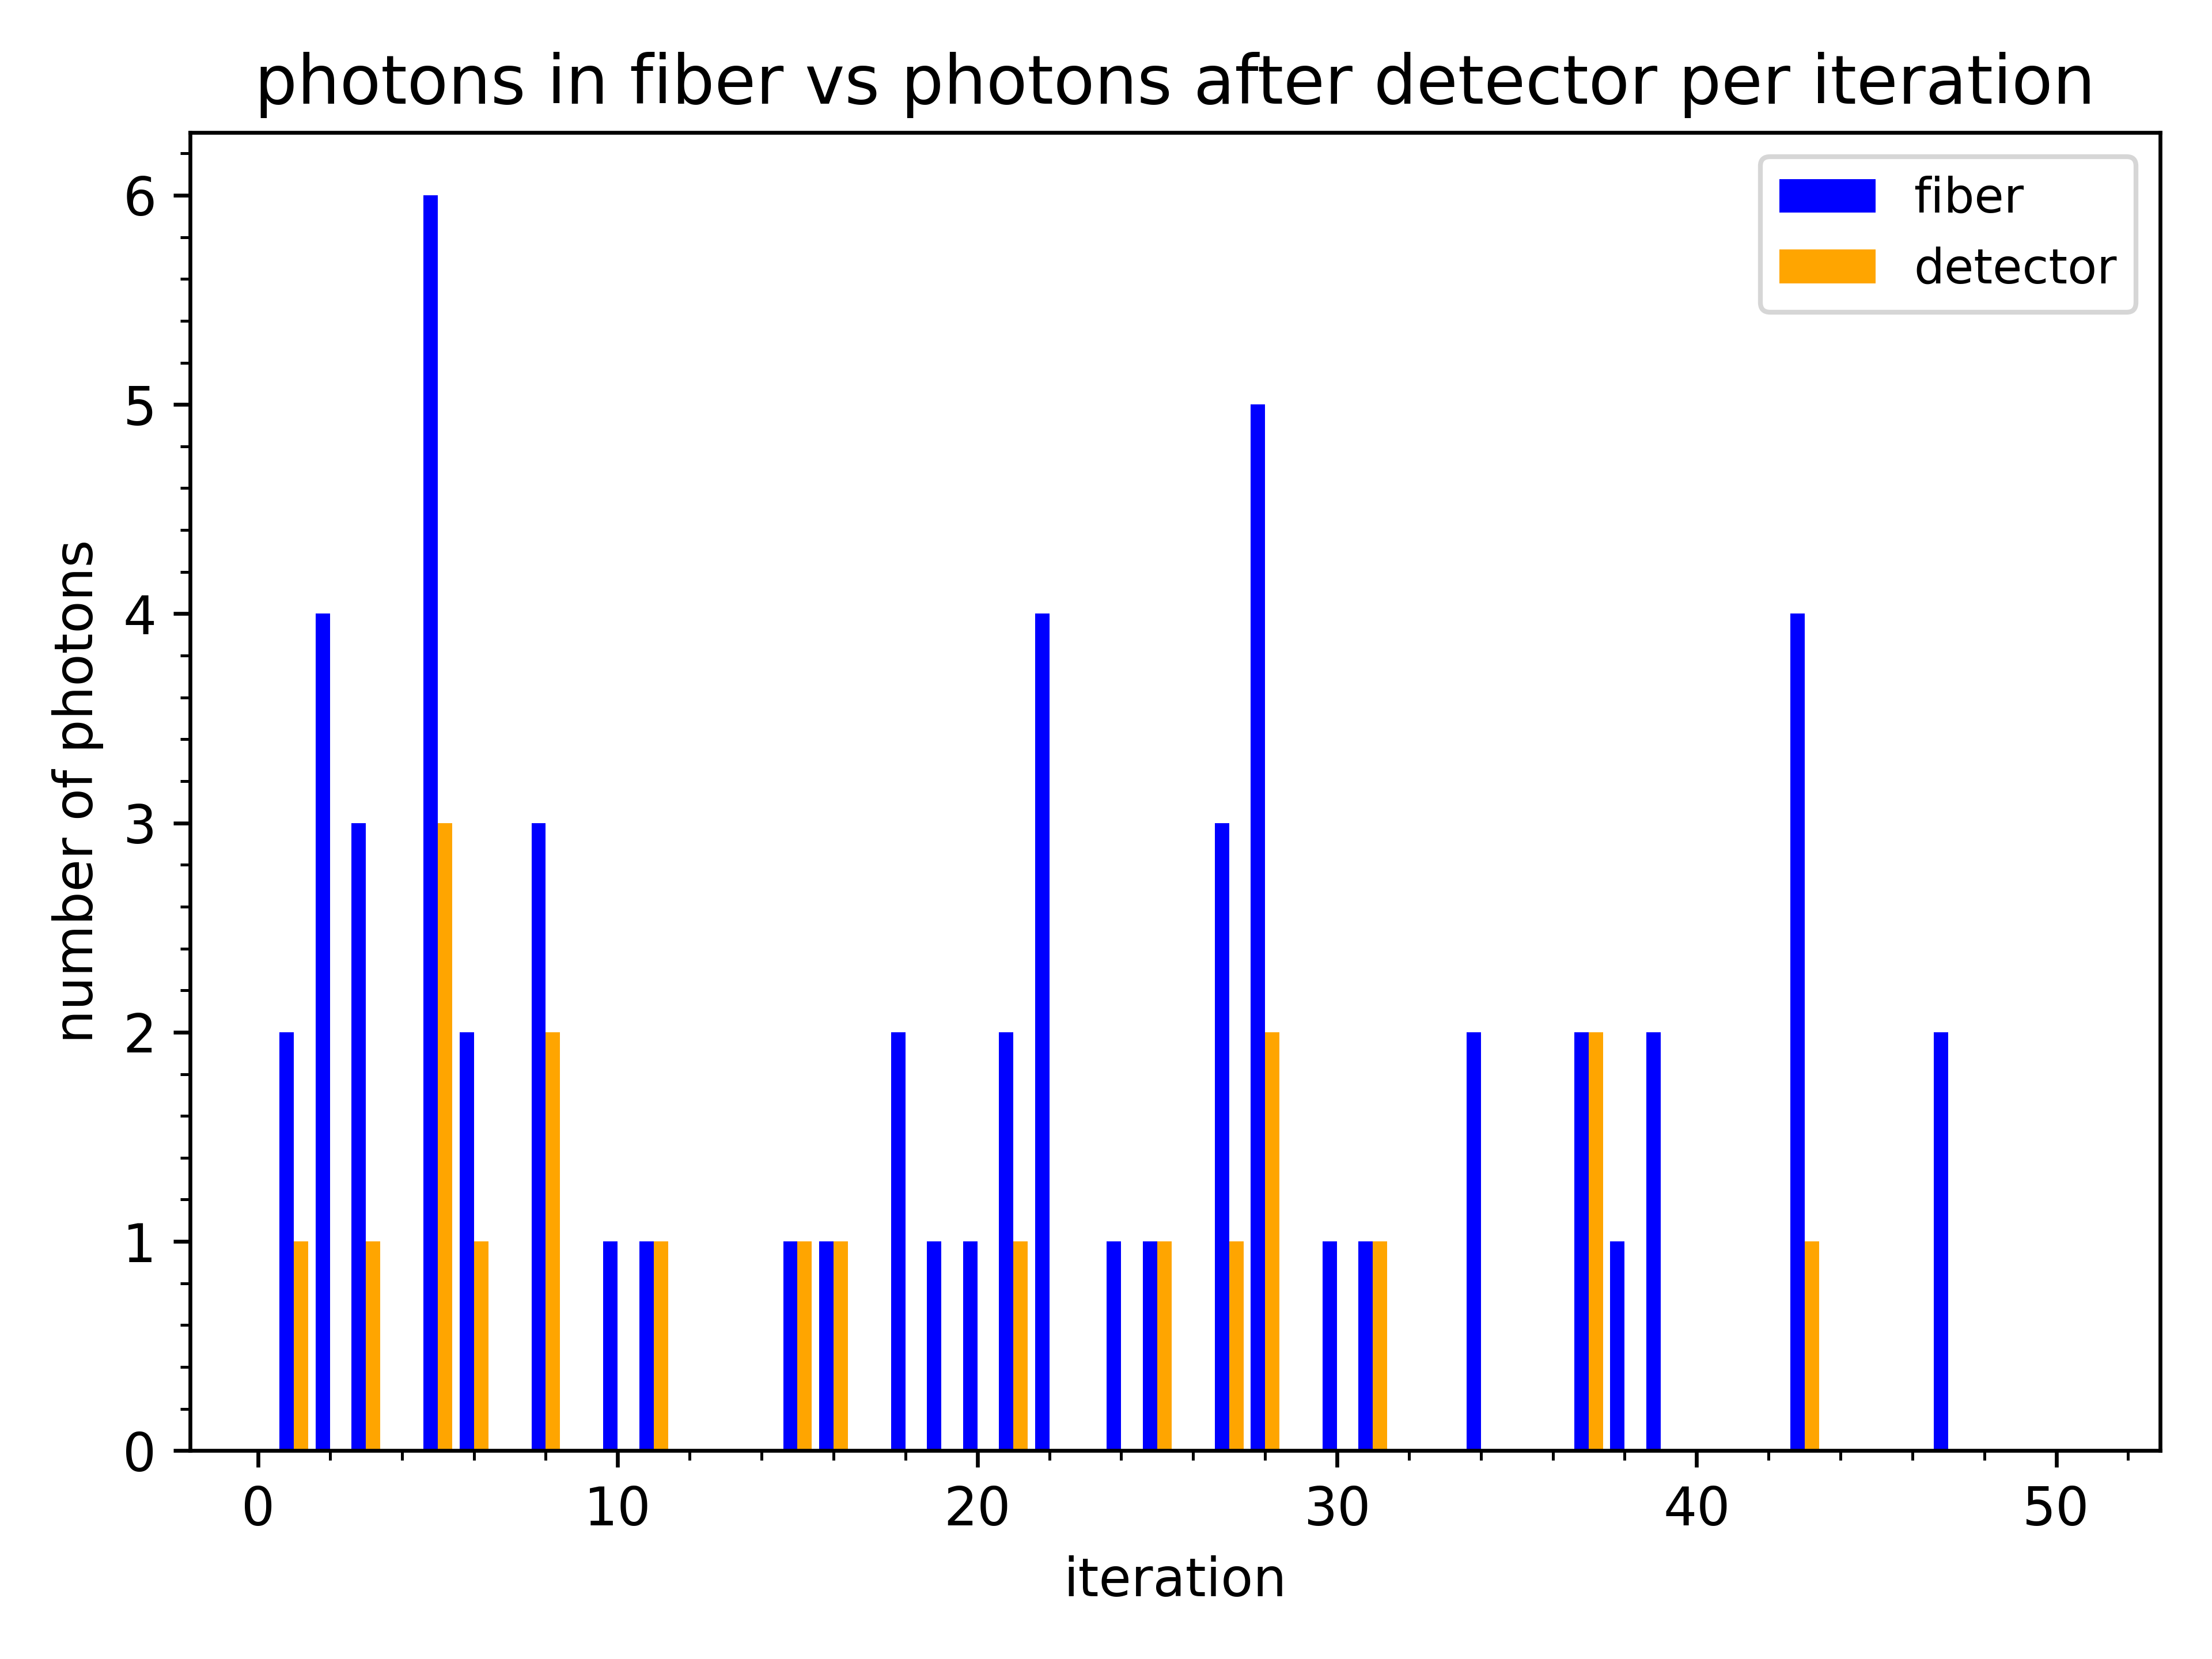 photons in fiber vs photons after detector per iteration
fiber
detector
number of photons
6
5
4
3
2
1
0
0 10 20 30 40 50
iteration